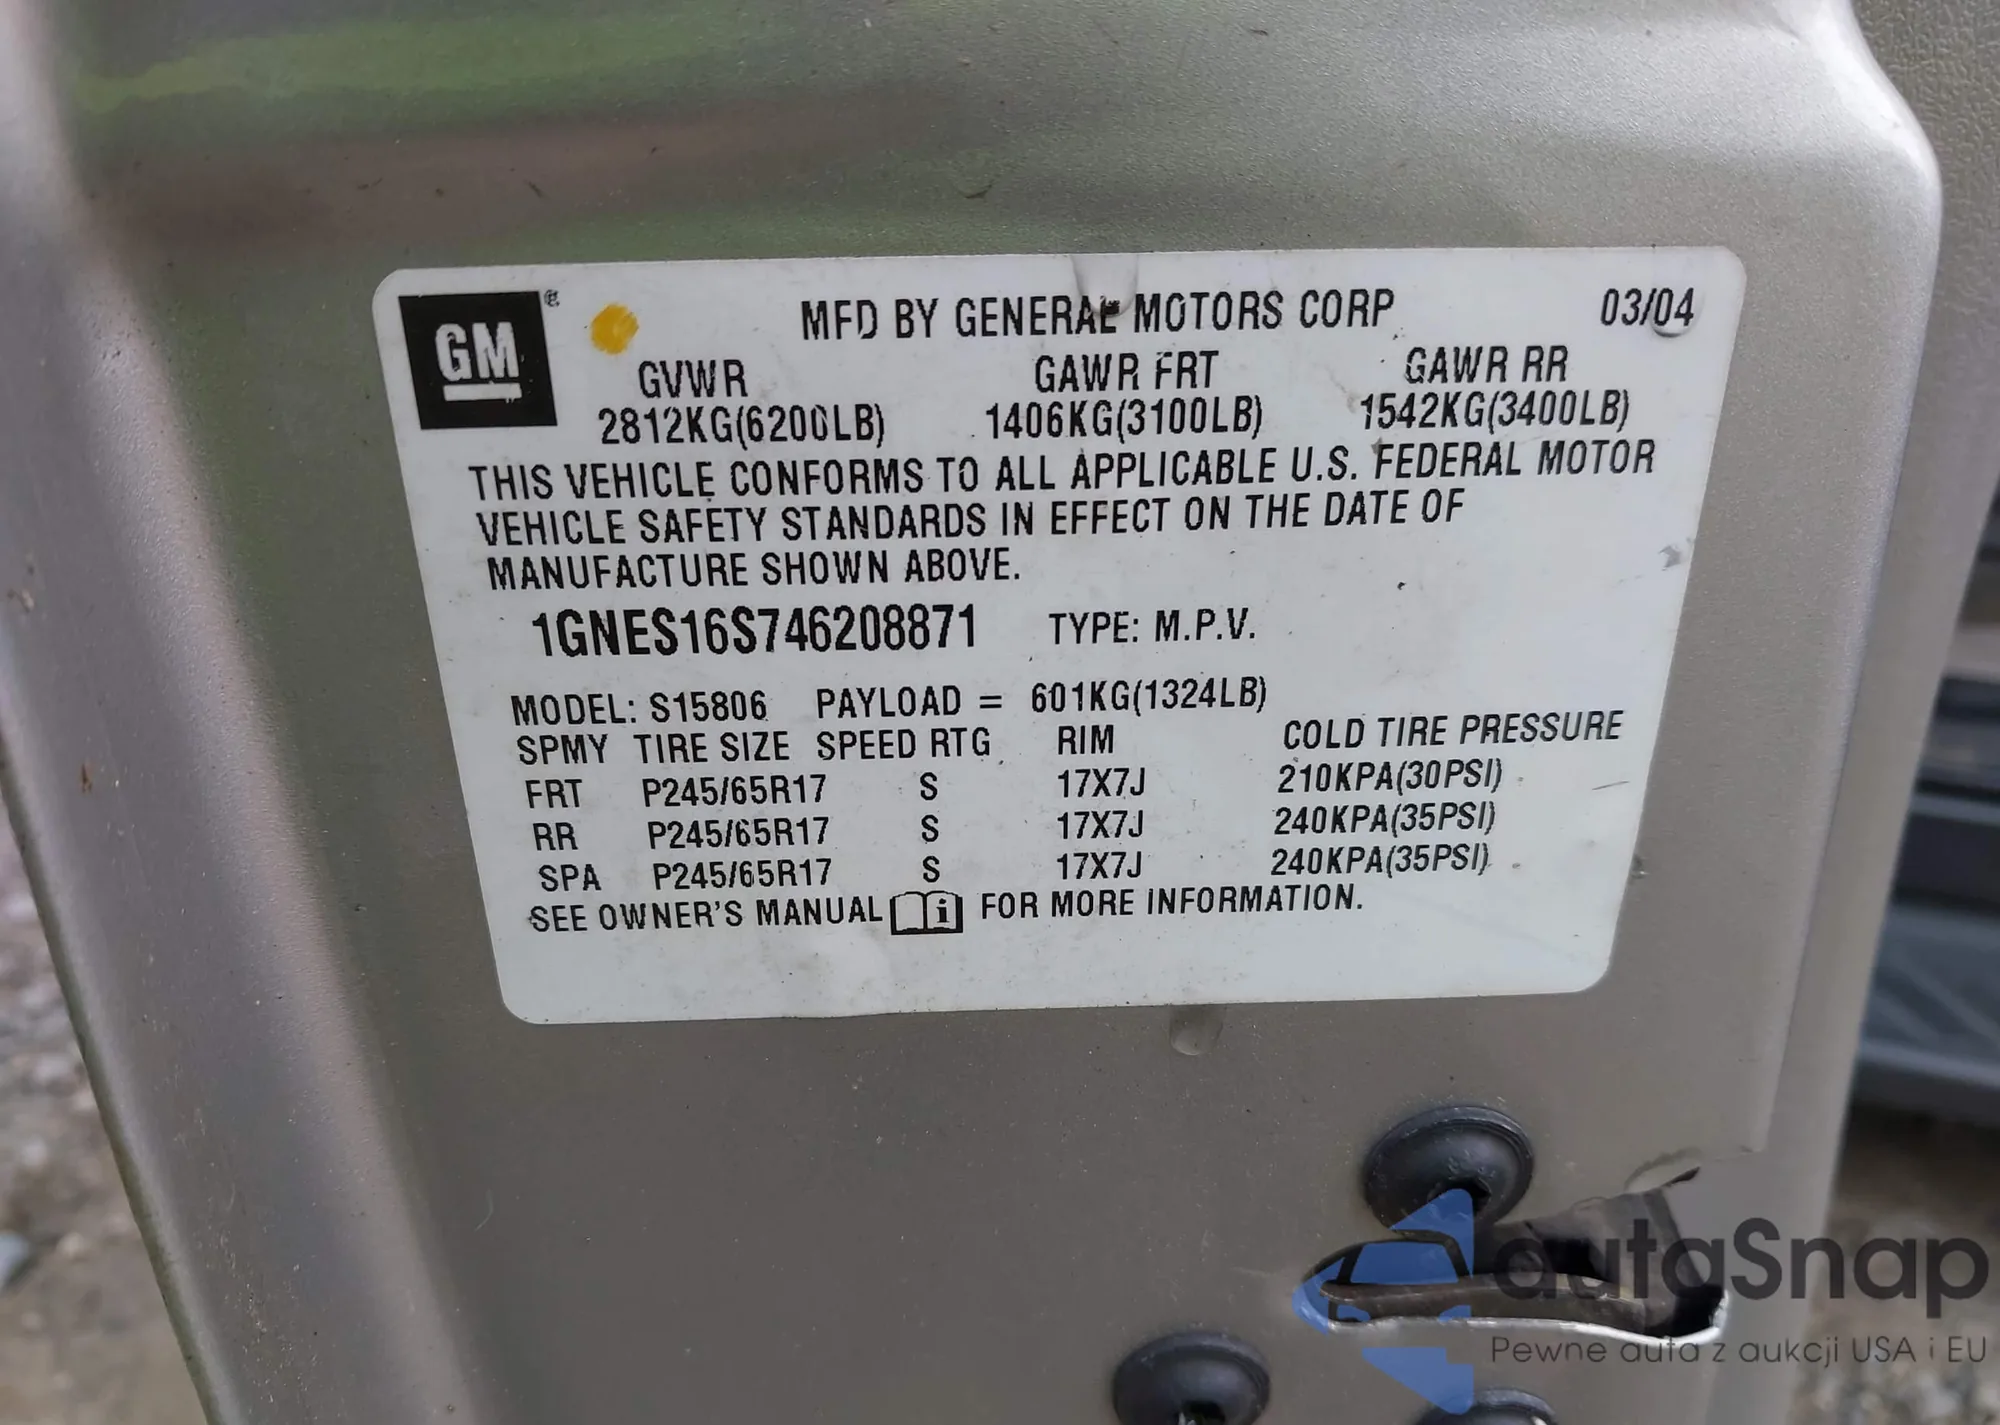 GM ® MFD BY GENERAL MOTORS CORP 03/04
GVWR GAWR FRT GAWR RR
2812KG(6200LB) 1406KG(3100LB) 1542KG(3400LB)
THIS VEHICLE CONFORMS TO ALL APPLICABLE U.S. FEDERAL MOTOR
VEHICLE SAFETY STANDARDS IN EFFECT ON THE DATE OF
MANUFACTURE SHOWN ABOVE.
1GNES16S746208871 TYPE: M.P.V.
MODEL: S15806 PAYLOAD = 601KG(1324LB)
SPMY TIRE SIZE SPEED RTG RIM COLD TIRE PRESSURE
FRT P245/65R17 S 17X7J 210KPA(30PSI)
RR P245/65R17 S 17X7J 240KPA(35PSI)
SPA P245/65R17 S 17X7J 240KPA(35PSI)
SEE OWNER'S MANUAL i FOR MORE INFORMATION.
autaSnap
Pewne auta z aukcji USA i EU